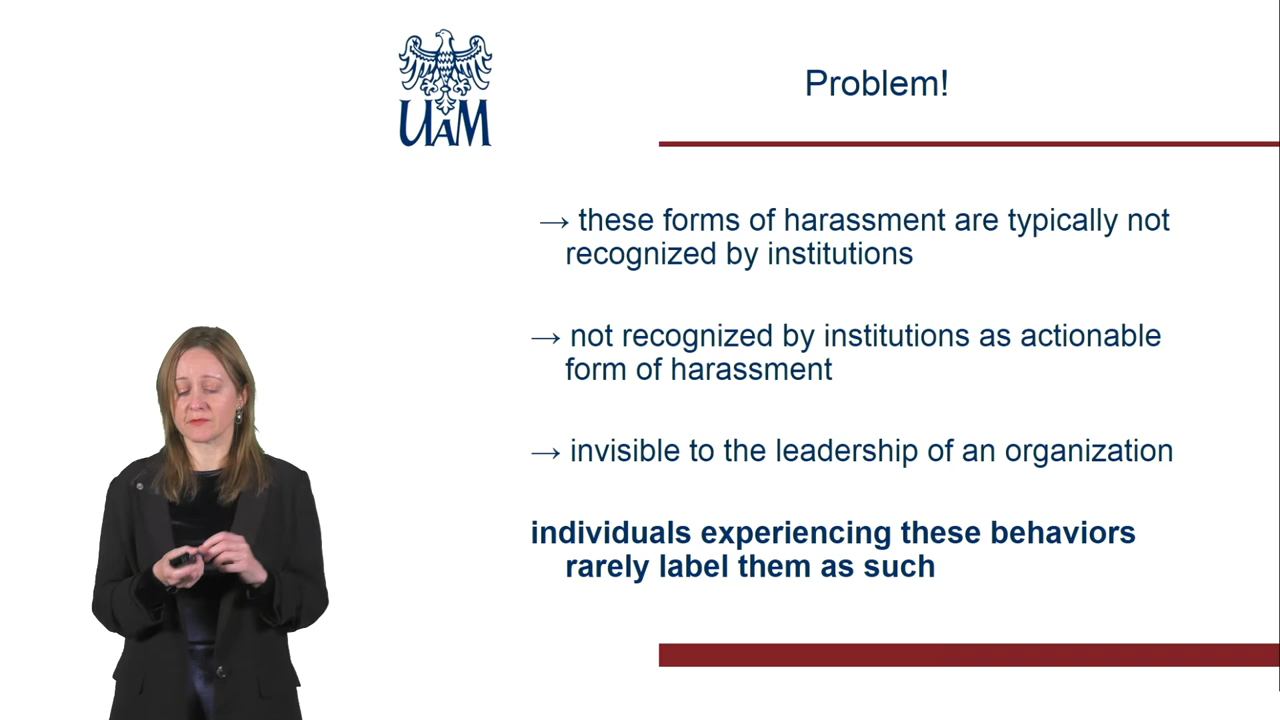 UAM
Problem!
→ these forms of harassment are typically not
recognized by institutions
→ not recognized by institutions as actionable
form of harassment
→ invisible to the leadership of an organization
individuals experiencing these behaviors
rarely label them as such